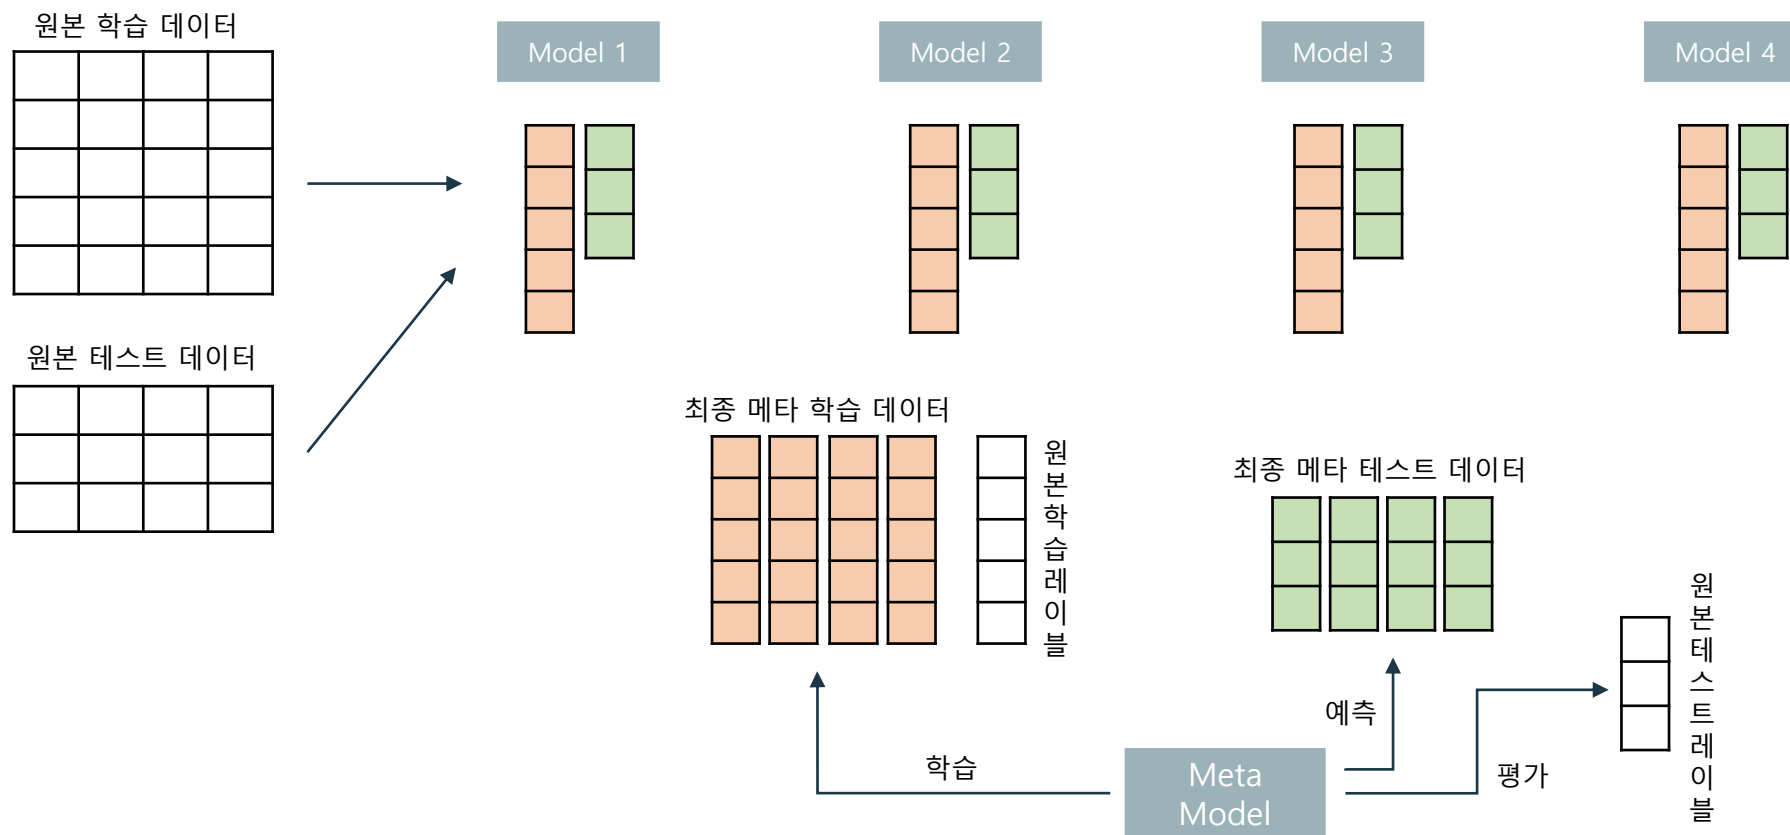 원본 학습 데이터
Model 1
Model 2
Model 3
Model 4
원본 테스트 데이터
최종 메타 학습 데이터
원본학습레이블
최종 메타 테스트 데이터
원본테스트레이블
예측
학습
평가
Meta
Model